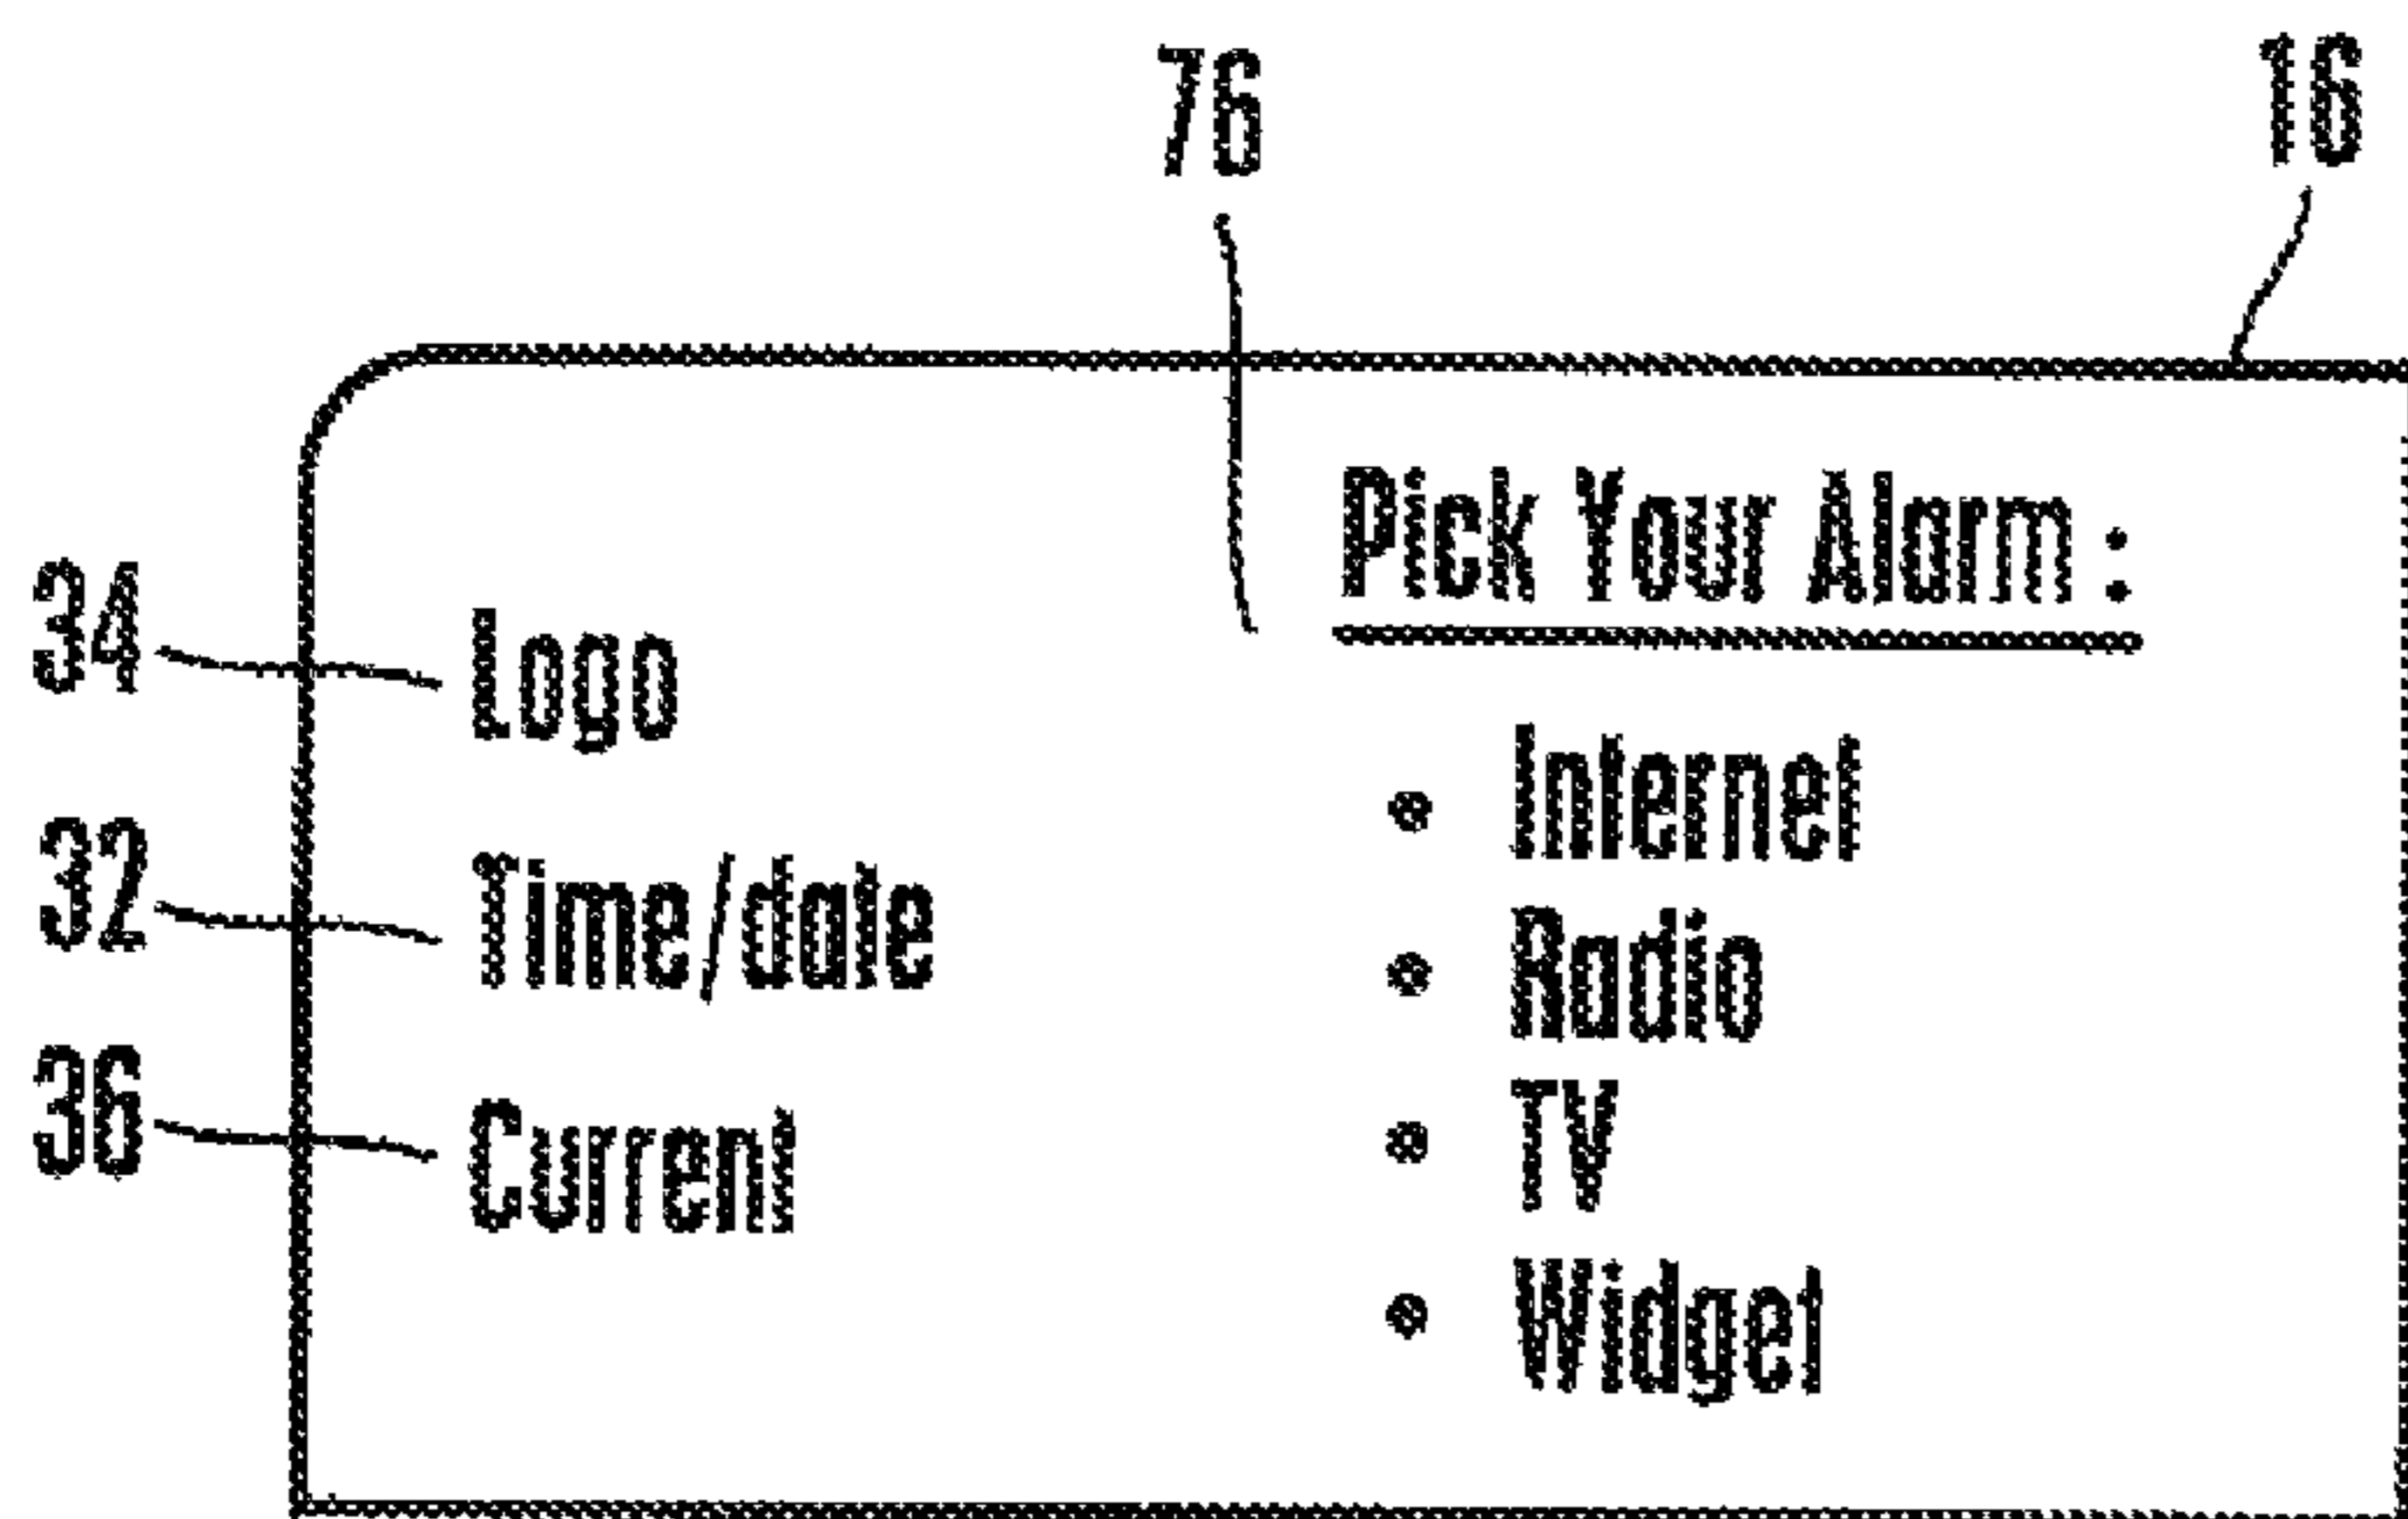 76
16
Pick Your Alarm :
34
Logo
Internet
32
Time/date
Radio
36
Current
TV
Widget